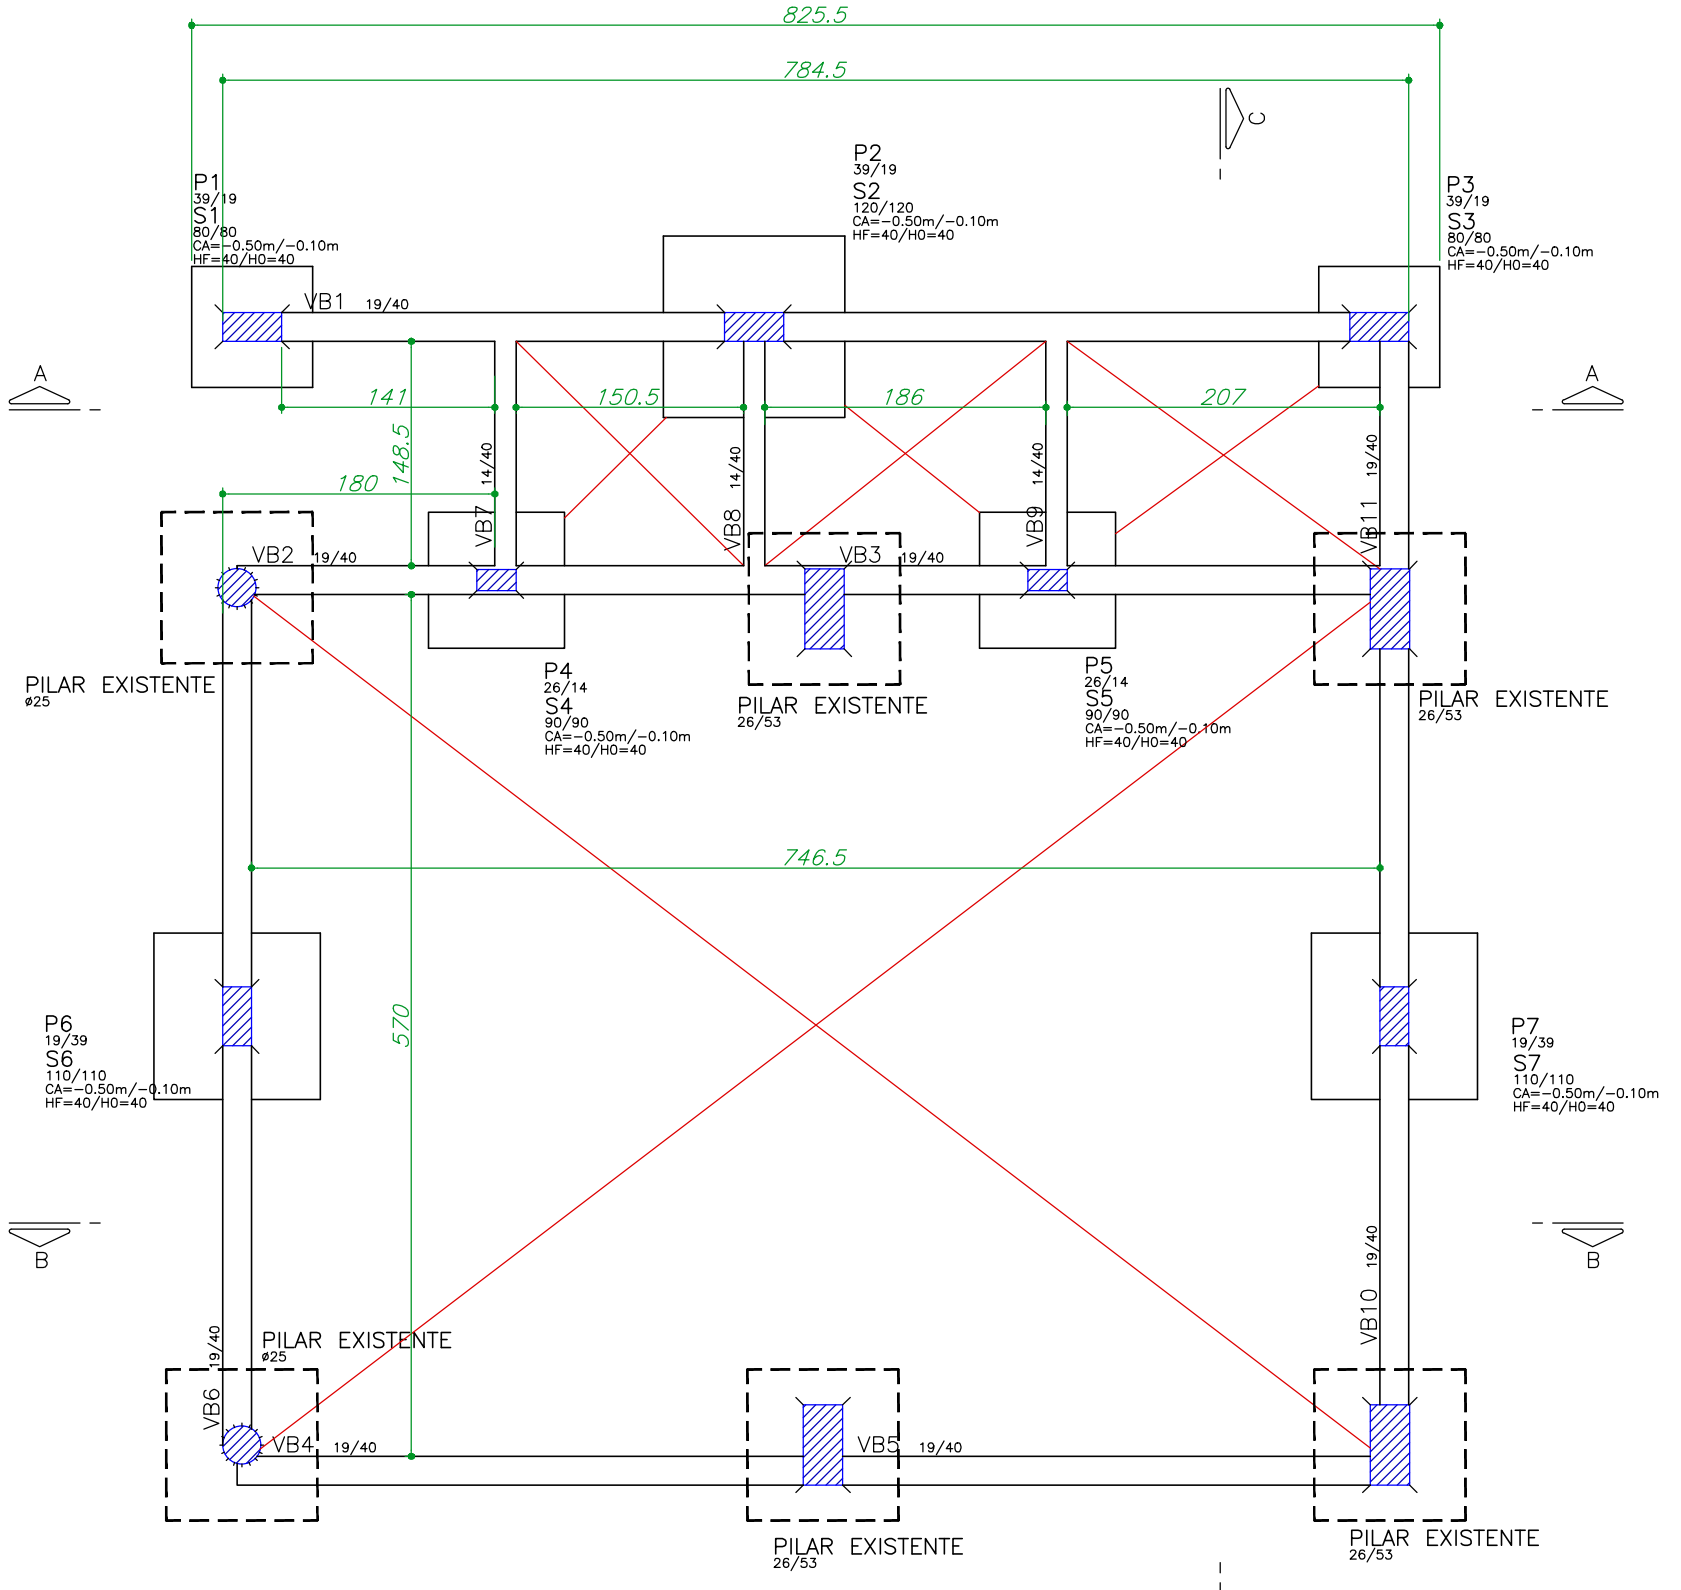 825.5
784.5
C
P1
39/19
S1
80/80
CA=-0.50m/-0.10m
HF=40/H0=40
P2
39/19
S2
120/120
CA=-0.50m/-0.10m
HF=40/H0=40
P3
39/19
S3
80/80
CA=-0.50m/-0.10m
HF=40/H0=40
VB1 19/40
A
A
141
150.5
186
207
148.5
180
VB7 14/40
VB8 14/40
VB9 14/40
VB11 19/40
VB2 19/40
VB3 19/40
PILAR EXISTENTE
ø25
P4
26/14
S4
90/90
CA=-0.50m/-0.10m
HF=40/H0=40
PILAR EXISTENTE
26/53
P5
26/14
S5
90/90
CA=-0.50m/-0.10m
HF=40/H0=40
PILAR EXISTENTE
26/53
746.5
570
P6
19/39
S6
110/110
CA=-0.50m/-0.10m
HF=40/H0=40
P7
19/39
S7
110/110
CA=-0.50m/-0.10m
HF=40/H0=40
B
B
VB6 19/40
VB10 19/40
PILAR EXISTENTE
ø25
VB4 19/40
VB5 19/40
PILAR EXISTENTE
26/53
PILAR EXISTENTE
26/53